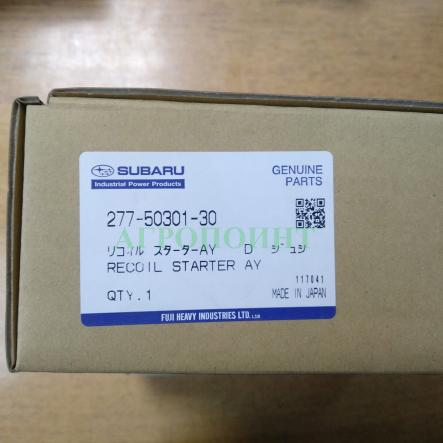 SUBARU
Industrial Power Products
GENUINE
PARTS
277-50301-30
АГРОПОИНТ
リコイル スターターAY D ジュシ
RECOIL STARTER AY
117041
QTY.1
MADE IN JAPAN
FUJI HEAVY INDUSTRIES LTD.